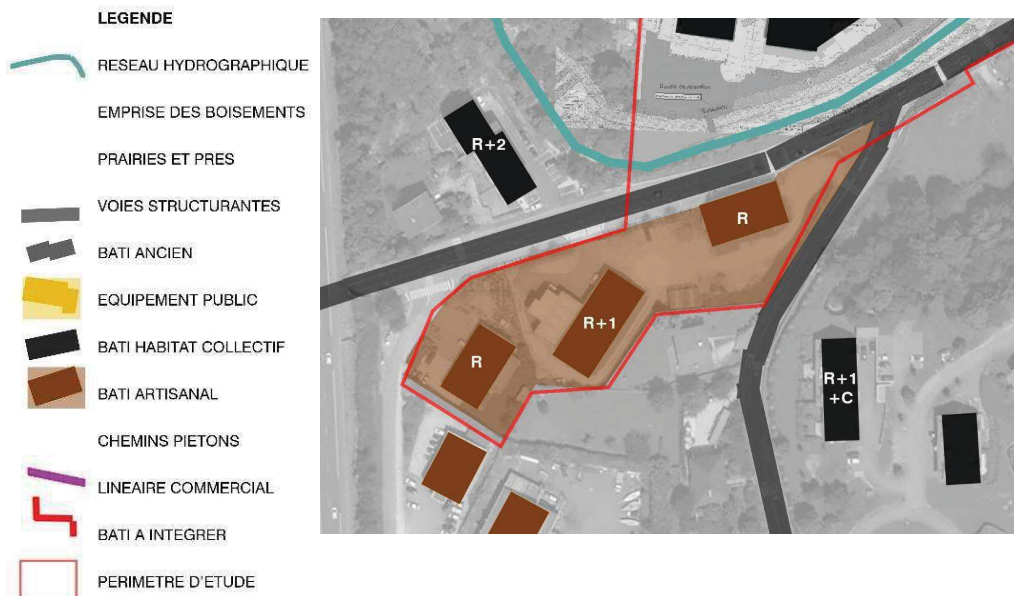 LEGENDE
RESEAU HYDROGRAPHIQUE
EMPRISE DES BOISEMENTS
PRAIRIES ET PRES
VOIES STRUCTURANTES
BATI ANCIEN
EQUIPEMENT PUBLIC
BATI HABITAT COLLECTIF
BATI ARTISANAL
CHEMINS PIETONS
LINEAIRE COMMERCIAL
BATI A INTEGRER
PERIMETRE D'ETUDE
R+2
R
R+1
R
R+1
+C